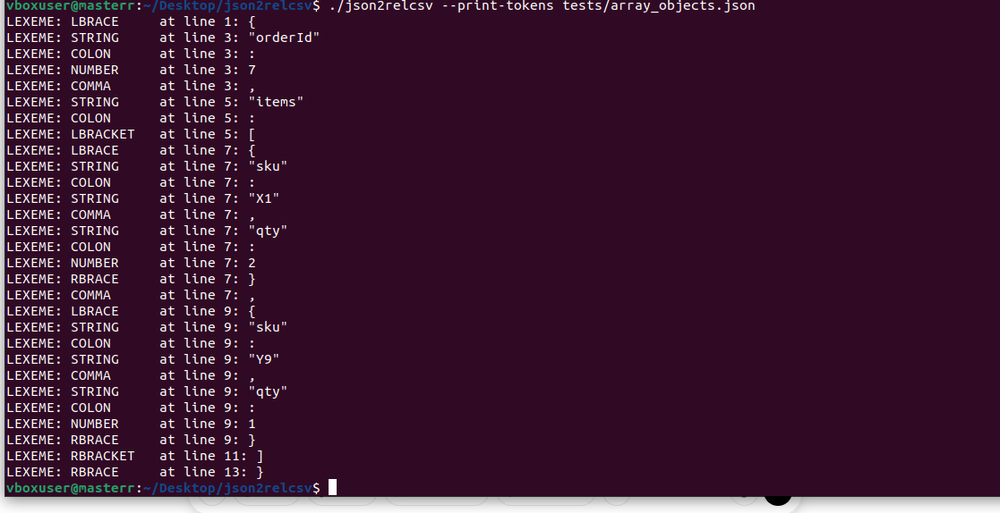 vboxuser@masterr:~/Desktop/json2relcsv$ ./json2relcsv --print-tokens tests/array_objects.json
LEXEME: LBRACE     at line 1: {
LEXEME: STRING     at line 3: "orderId"
LEXEME: COLON      at line 3: :
LEXEME: NUMBER     at line 3: 7
LEXEME: COMMA      at line 3: ,
LEXEME: STRING     at line 5: "items"
LEXEME: COLON      at line 5: :
LEXEME: LBRACKET   at line 5: [
LEXEME: LBRACE     at line 7: {
LEXEME: STRING     at line 7: "sku"
LEXEME: COLON      at line 7: :
LEXEME: STRING     at line 7: "X1"
LEXEME: COMMA      at line 7: ,
LEXEME: STRING     at line 7: "qty"
LEXEME: COLON      at line 7: :
LEXEME: NUMBER     at line 7: 2
LEXEME: RBRACE     at line 7: }
LEXEME: COMMA      at line 7: ,
LEXEME: LBRACE     at line 9: {
LEXEME: STRING     at line 9: "sku"
LEXEME: COLON      at line 9: :
LEXEME: STRING     at line 9: "Y9"
LEXEME: COMMA      at line 9: ,
LEXEME: STRING     at line 9: "qty"
LEXEME: COLON      at line 9: :
LEXEME: NUMBER     at line 9: 1
LEXEME: RBRACE     at line 9: }
LEXEME: RBRACKET   at line 11: ]
LEXEME: RBRACE     at line 13: }
vboxuser@masterr:~/Desktop/json2relcsv$